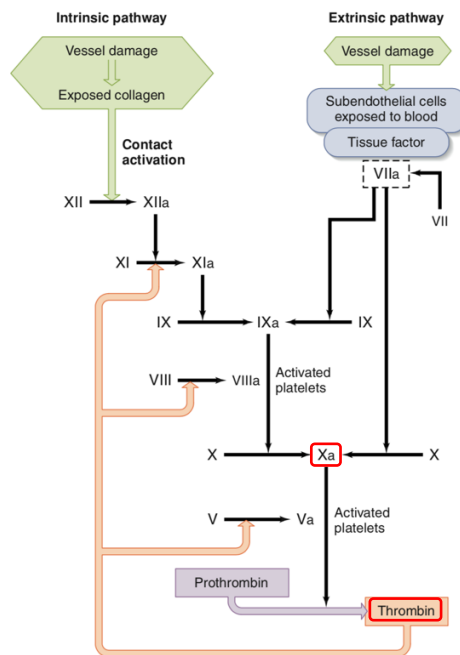 Intrinsic pathway
Extrinsic pathway
Vessel damage
Exposed collagen
Vessel damage
Subendothelial cells
exposed to blood
Tissue factor
Contact
activation
VIIa
VII
XII
XIIa
XI
XIa
IX
IXa
IX
VIII
VIIIa
Activated
platelets
X
Xa
X
V
Va
Activated
platelets
Prothrombin
Thrombin